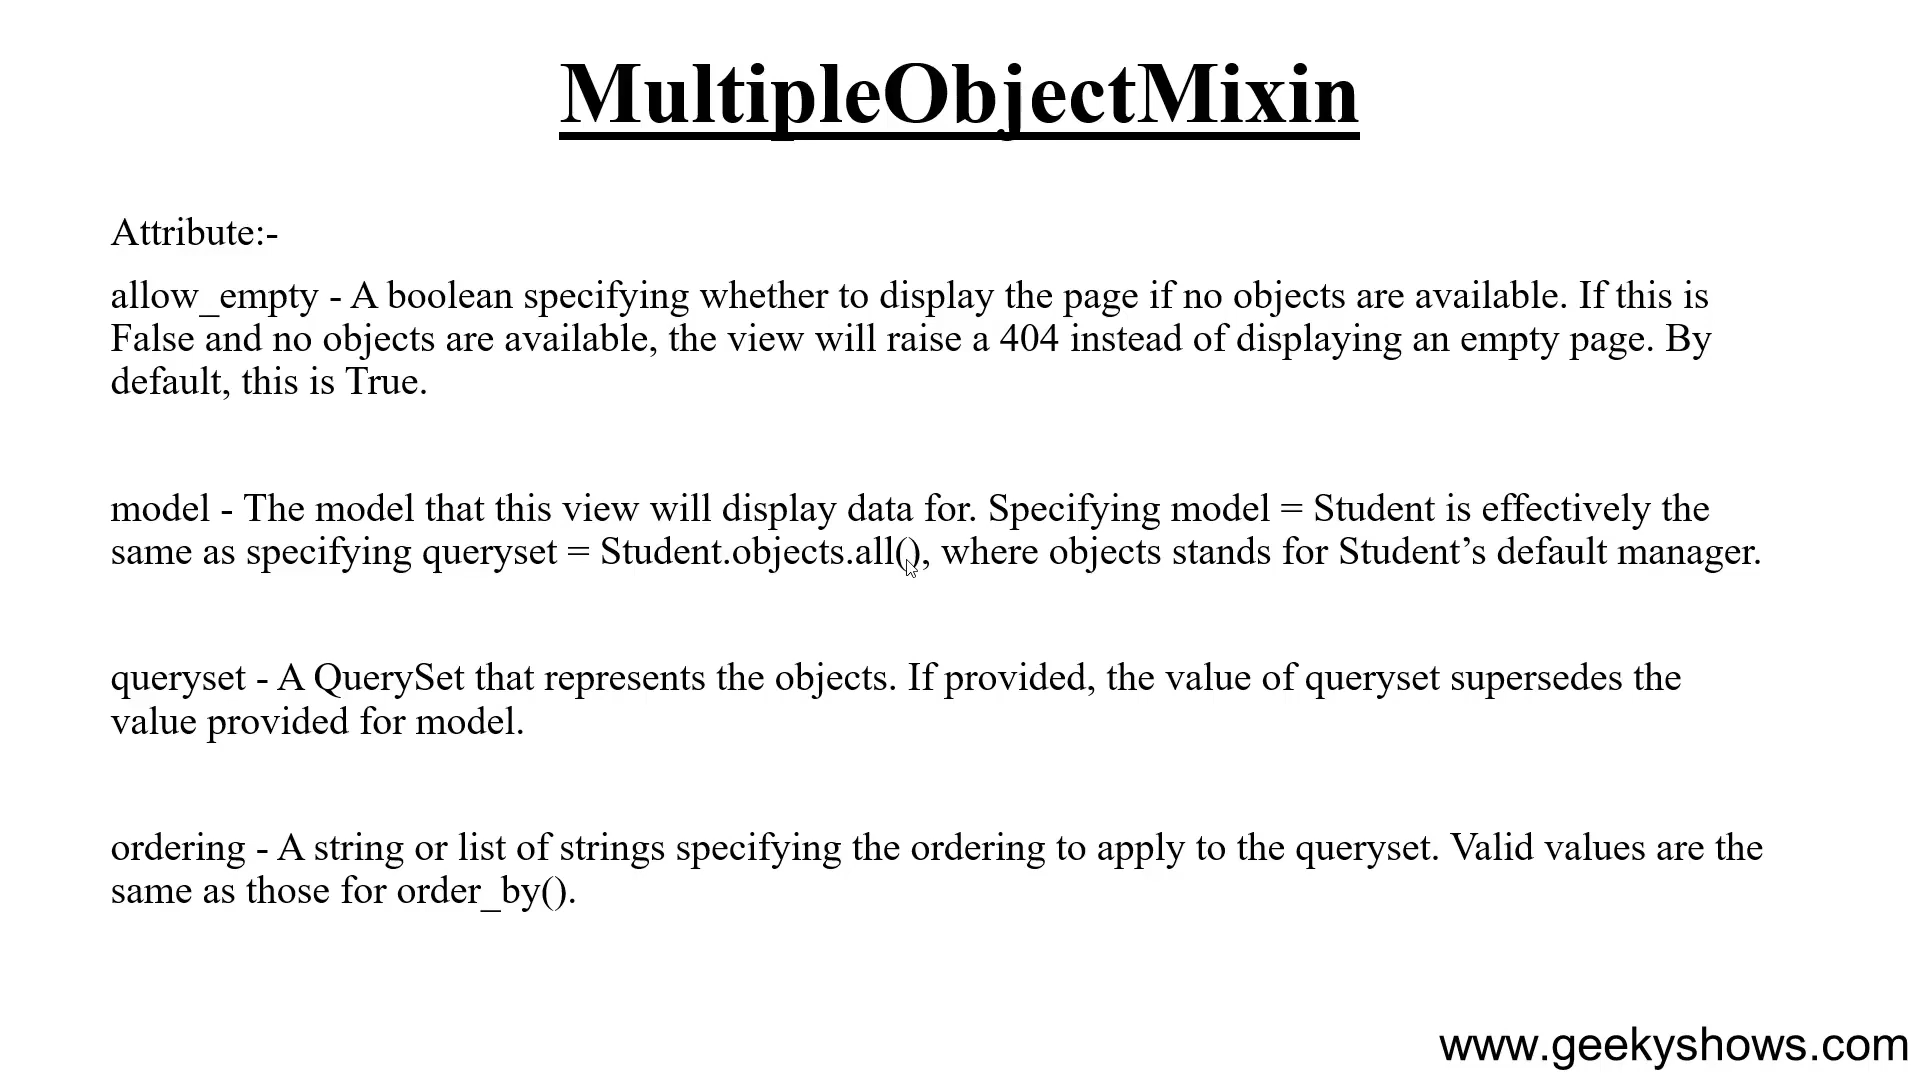 MultipleObjectMixin
Attribute:-
allow_empty - A boolean specifying whether to display the page if no objects are available. If this is
False and no objects are available, the view will raise a 404 instead of displaying an empty page. By
default, this is True.
model - The model that this view will display data for. Specifying model = Student is effectively the
same as specifying queryset = Student.objects.all(), where objects stands for Student’s default manager.
queryset - A QuerySet that represents the objects. If provided, the value of queryset supersedes the
value provided for model.
ordering - A string or list of strings specifying the ordering to apply to the queryset. Valid values are the
same as those for order_by().
www.geekyshows.com